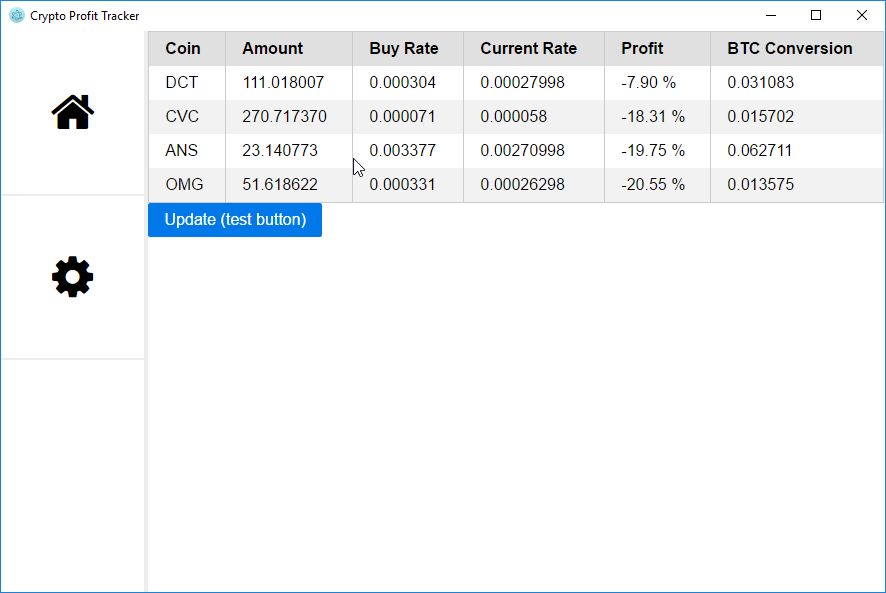 Crypto Profit Tracker
Coin Amount Buy Rate Current Rate Profit BTC Conversion
DCT 111.018007 0.000304 0.00027998 -7.90 % 0.031083
CVC 270.717370 0.000071 0.000058 -18.31 % 0.015702
ANS 23.140773 0.003377 0.00270998 -19.75 % 0.062711
OMG 51.618622 0.000331 0.00026298 -20.55 % 0.013575
Update (test button)